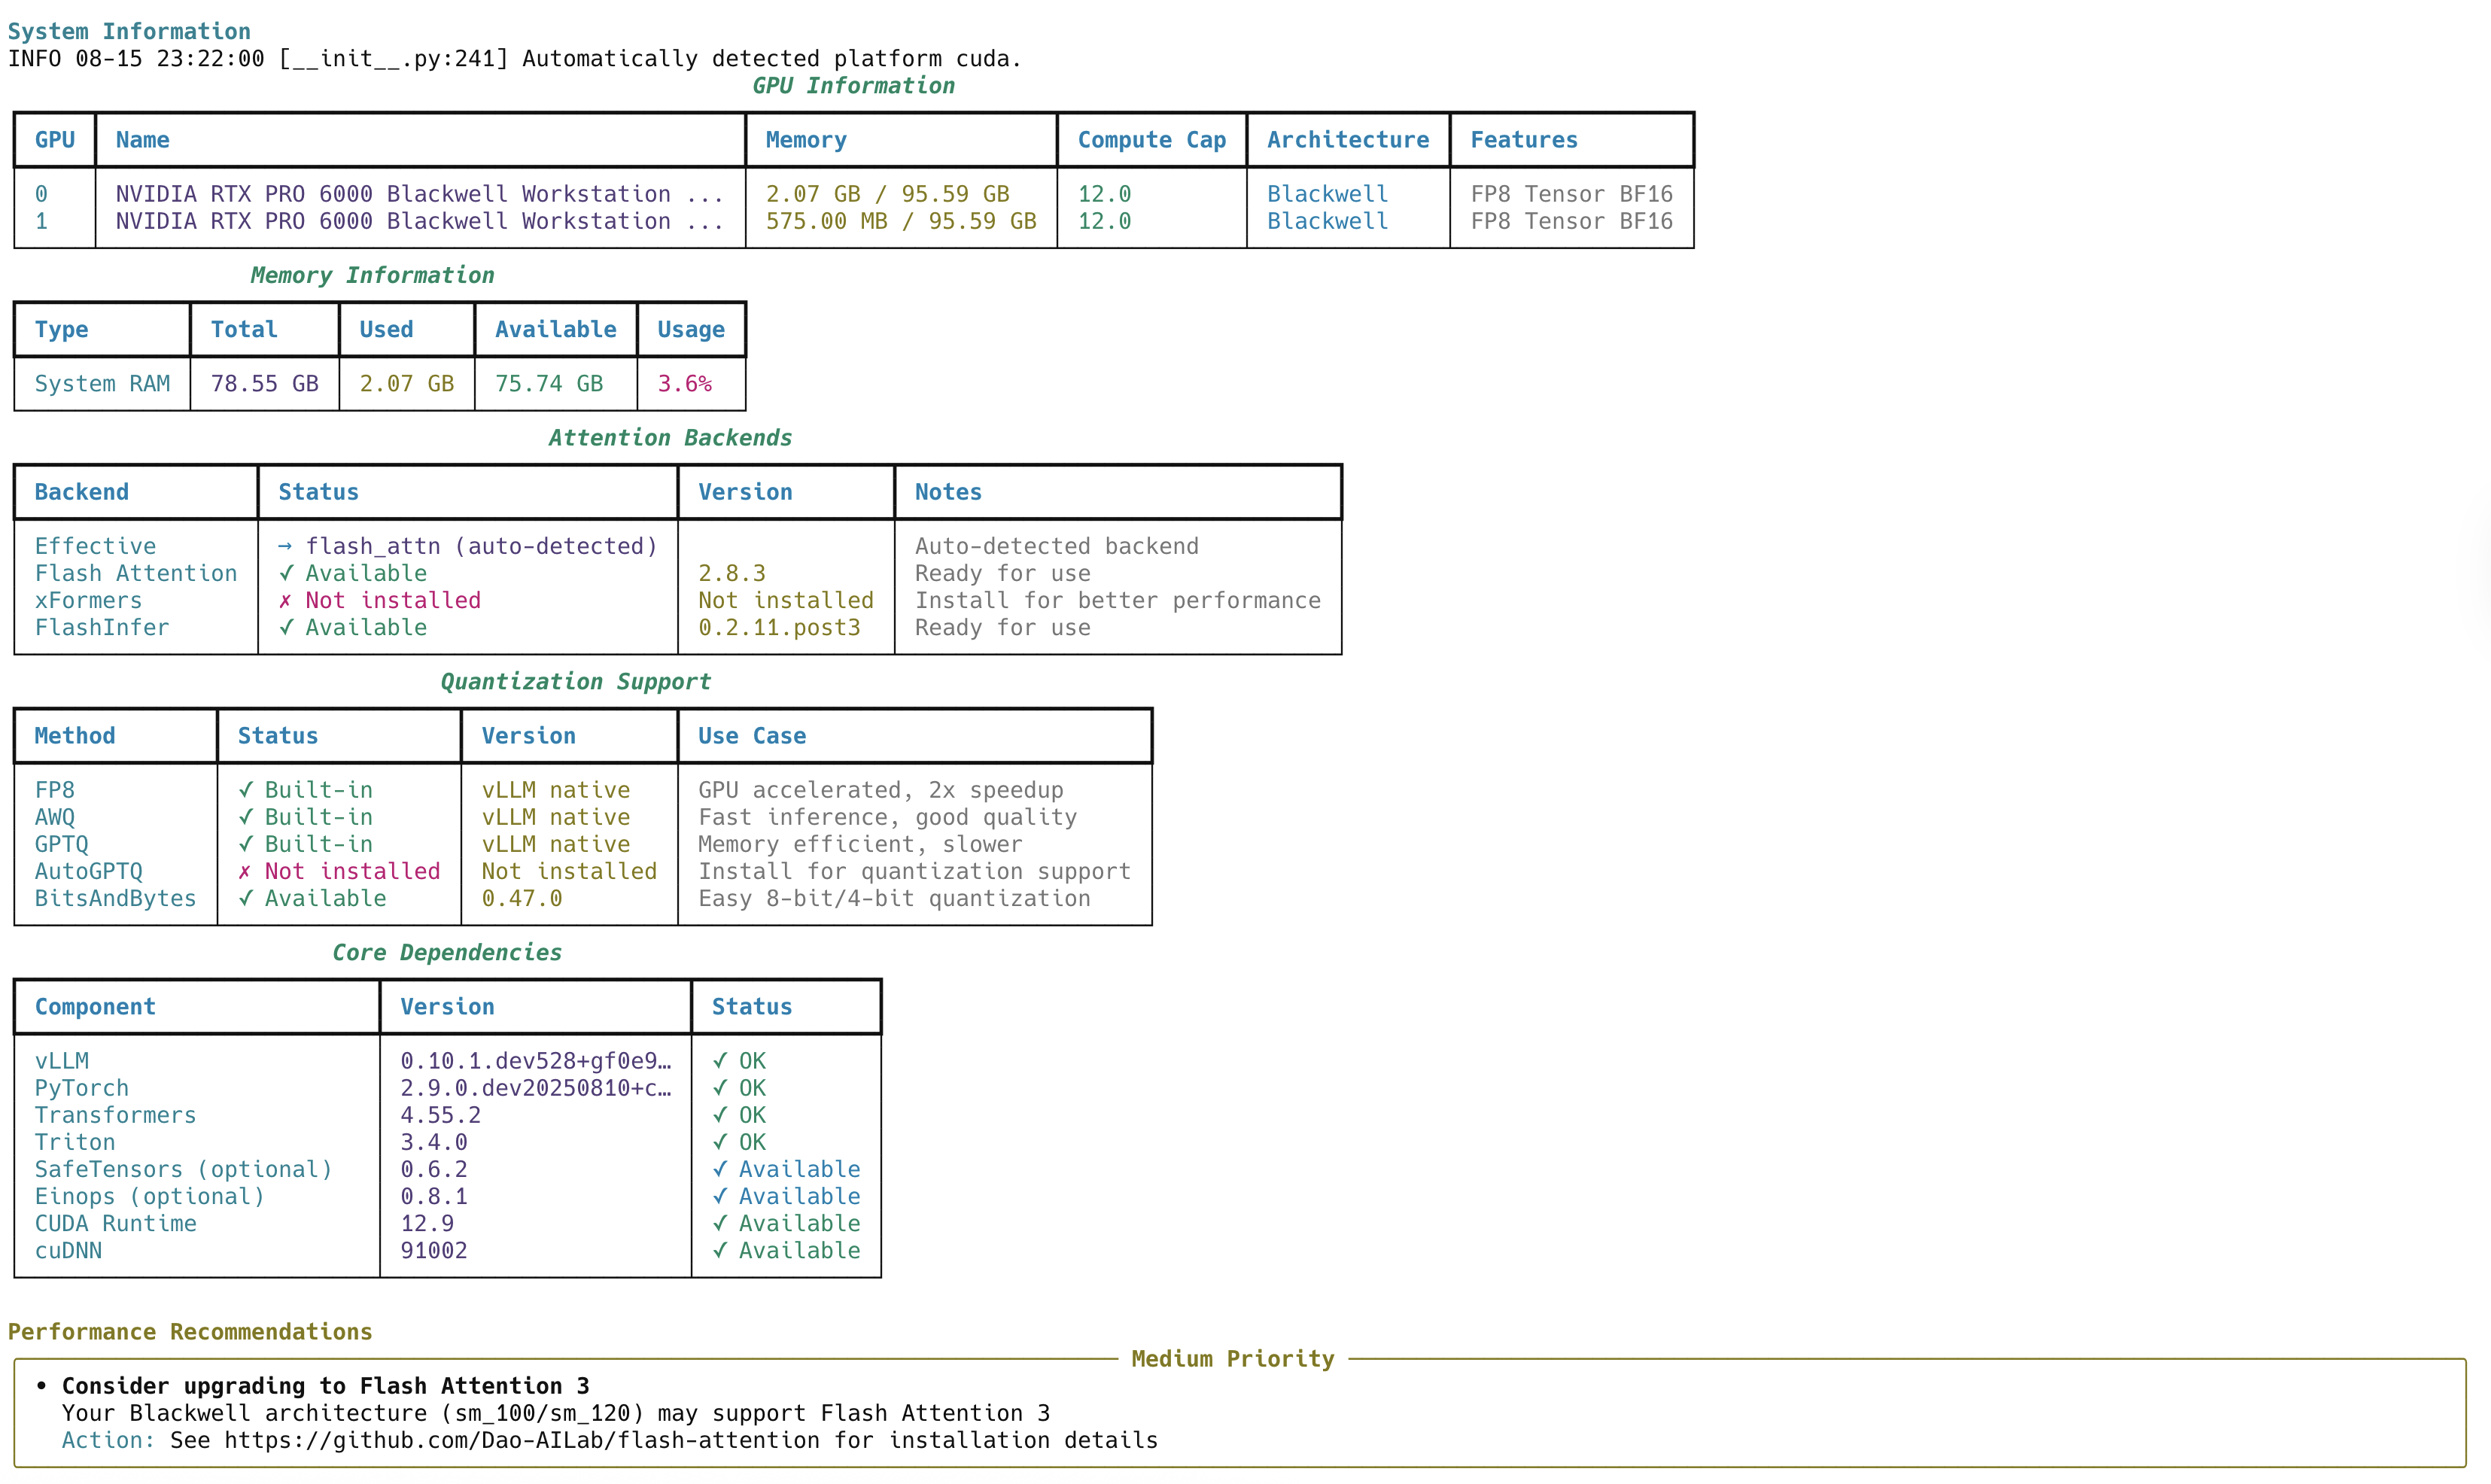 System Information
INFO 08-15 23:22:00 [__init__.py:241] Automatically detected platform cuda.
GPU Information
GPU Name Memory Compute Cap Architecture Features
0 NVIDIA RTX PRO 6000 Blackwell Workstation ... 2.07 GB / 95.59 GB 12.0 Blackwell FP8 Tensor BF16
1 NVIDIA RTX PRO 6000 Blackwell Workstation ... 575.00 MB / 95.59 GB 12.0 Blackwell FP8 Tensor BF16
Memory Information
Type Total Used Available Usage
System RAM 78.55 GB 2.07 GB 75.74 GB 3.6%
Attention Backends
Backend Status Version Notes
Effective → flash_attn (auto-detected) Auto-detected backend
Flash Attention ✓ Available 2.8.3 Ready for use
xFormers ✗ Not installed Not installed Install for better performance
FlashInfer ✓ Available 0.2.11.post3 Ready for use
Quantization Support
Method Status Version Use Case
FP8 ✓ Built-in vLLM native GPU accelerated, 2x speedup
AWQ ✓ Built-in vLLM native Fast inference, good quality
GPTQ ✓ Built-in vLLM native Memory efficient, slower
AutoGPTQ ✗ Not installed Not installed Install for quantization support
BitsAndBytes ✓ Available 0.47.0 Easy 8-bit/4-bit quantization
Core Dependencies
Component Version Status
vLLM 0.10.1.dev528+gf0e9… ✓ OK
PyTorch 2.9.0.dev20250810+c… ✓ OK
Transformers 4.55.2 ✓ OK
Triton 3.4.0 ✓ OK
SafeTensors (optional) 0.6.2 ✓ Available
Einops (optional) 0.8.1 ✓ Available
CUDA Runtime 12.9 ✓ Available
cuDNN 91002 ✓ Available
Performance Recommendations
Medium Priority
• Consider upgrading to Flash Attention 3
Your Blackwell architecture (sm_100/sm_120) may support Flash Attention 3
Action: See https://github.com/Dao-AILab/flash-attention for installation details